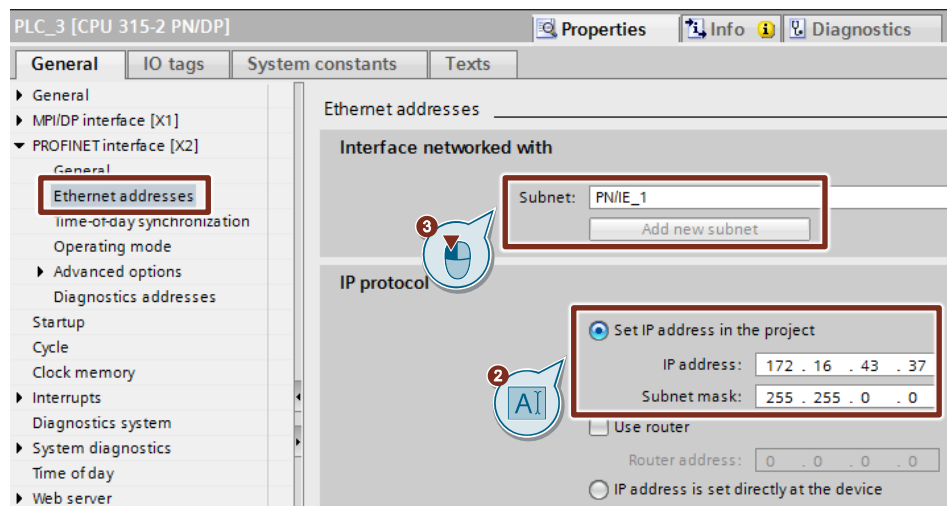 PLC_3 [CPU 315-2 PN/DP]
Properties
Info
Diagnostics
General
IO tags
System constants
Texts
General
MPI/DP interface [X1]
PROFINET interface [X2]
General
Ethernet addresses
Time-of-day synchronization
Operating mode
Advanced options
Diagnostics addresses
Startup
Cycle
Clock memory
Interrupts
Diagnostics system
System diagnostics
Time of day
Web server
Ethernet addresses
Interface networked with
Subnet: PN/IE_1
Add new subnet
3
IP protocol
Set IP address in the project
IP address: 172 . 16 . 43 . 37
2
AI
Subnet mask: 255 . 255 . 0 . 0
Use router
Router address: 0 . 0 . 0 . 0
IP address is set directly at the device